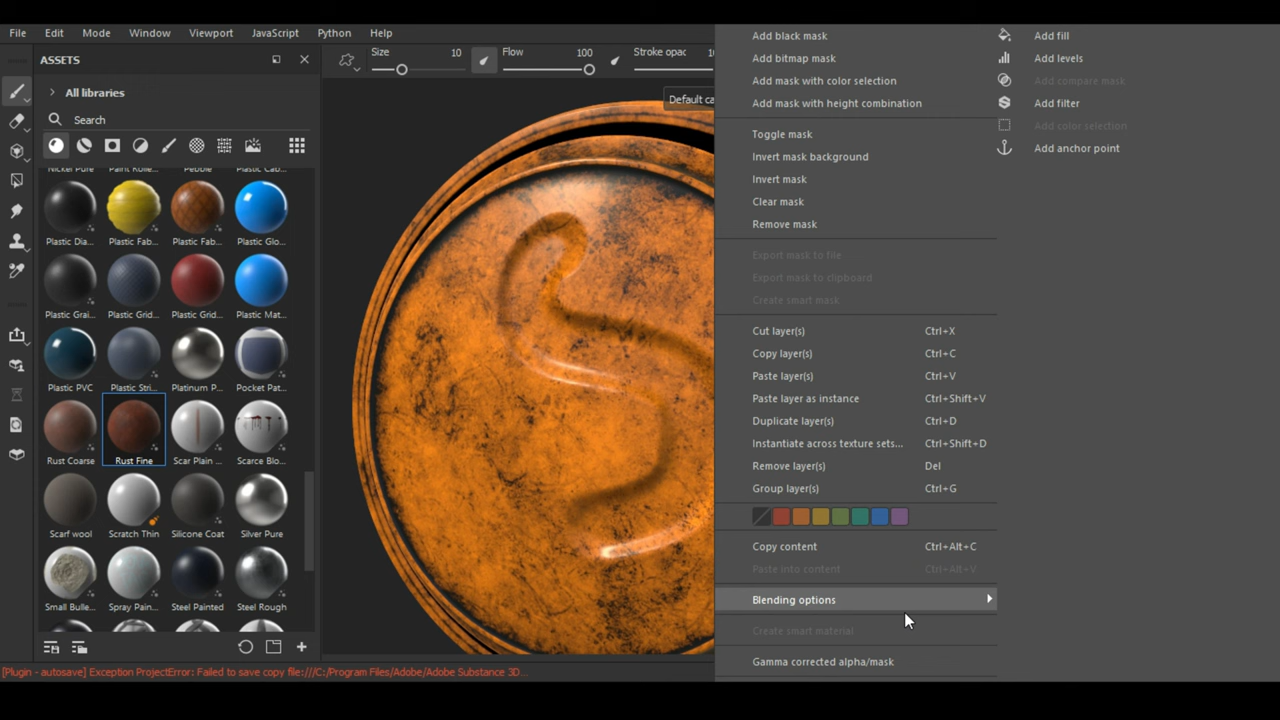 File Edit Mode Window Viewport JavaScript Python Help
ASSETS
All libraries
Search
Size 10 Flow 100 Stroke opac
Default ca
Nickel Pure Paint Rolle... Pebble Plastic Cab...
Plastic Dia... Plastic Fab... Plastic Fab... Plastic Glo...
Plastic Grai... Plastic Grid... Plastic Grid... Plastic Mat...
Plastic PVC Plastic Stri... Platinum P... Pocket Pat...
Rust Coarse Rust Fine Scar Plain ... Scarce Blo...
Scarf wool Scratch Thin Silicone Coat Silver Pure
Small Bulle... Spray Pain... Steel Painted Steel Rough
[Plugin - autosave] Exception ProjectError: Failed to save copy file:///C:/Program Files/Adobe/Adobe Substance 3D...
Add black mask
Add bitmap mask
Add mask with color selection
Add mask with height combination
Toggle mask
Invert mask background
Invert mask
Clear mask
Remove mask
Export mask to file
Export mask to clipboard
Create smart mask
Cut layer(s) Ctrl+X
Copy layer(s) Ctrl+C
Paste layer(s) Ctrl+V
Paste layer as instance Ctrl+Shift+V
Duplicate layer(s) Ctrl+D
Instantiate across texture sets... Ctrl+Shift+D
Remove layer(s) Del
Group layer(s) Ctrl+G
Copy content Ctrl+Alt+C
Paste into content Ctrl+Alt+V
Blending options
Create smart material
Gamma corrected alpha/mask
Add fill
Add levels
Add compare mask
Add filter
Add color selection
Add anchor point